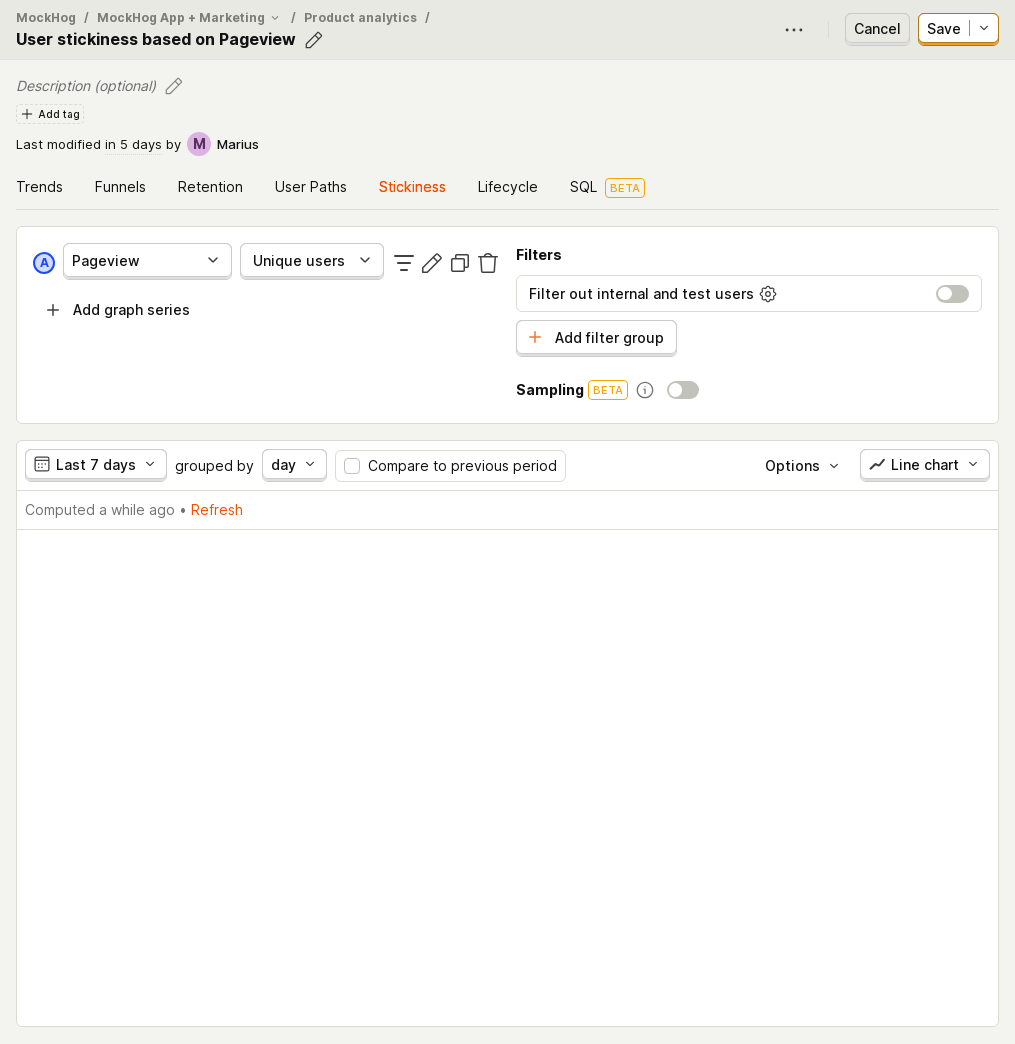 MockHog / MockHog App + Marketing / Product analytics /
User stickiness based on Pageview
Cancel
Save
Description (optional)
Add tag
Last modified in 5 days by M Marius
Trends Funnels Retention User Paths Stickiness Lifecycle SQL BETA
A Pageview Unique users
Add graph series
Filters
Filter out internal and test users
Add filter group
Sampling BETA
Last 7 days grouped by day Compare to previous period Options Line chart
Computed a while ago • Refresh